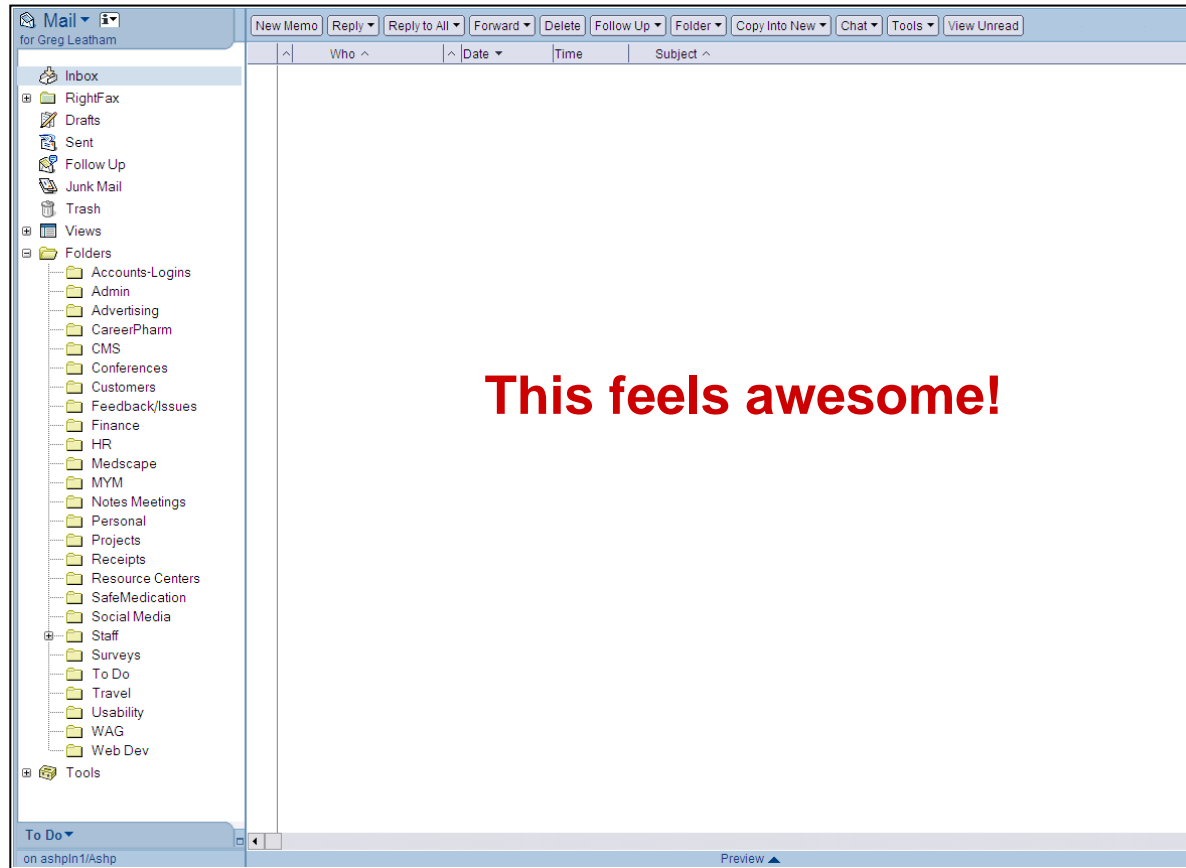 Mail
for Greg Leatham
New Memo Reply Reply to All Forward Delete Follow Up Folder Copy Into New Chat Tools View Unread
Who Date Time Subject
Inbox
RightFax
Drafts
Sent
Follow Up
Junk Mail
Trash
Views
Folders
Accounts-Logins
Admin
Advertising
CareerPharm
CMS
Conferences
Customers
Feedback/Issues
Finance
HR
Medscape
MYM
Notes Meetings
Personal
Projects
Receipts
Resource Centers
SafeMedication
Social Media
Staff
Surveys
To Do
Travel
Usability
WAG
Web Dev
Tools
This feels awesome!
To Do
on ashpln1/Ashp
Preview